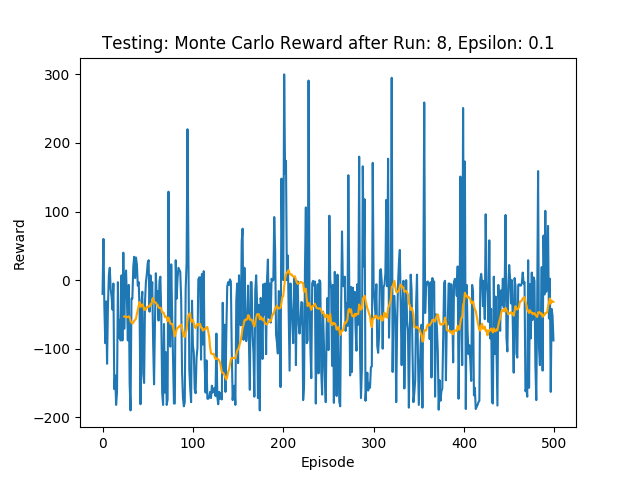 Testing: Monte Carlo Reward after Run: 8, Epsilon: 0.1
300
200
100
0
−100
−200
Reward
0 100 200 300 400 500
Episode